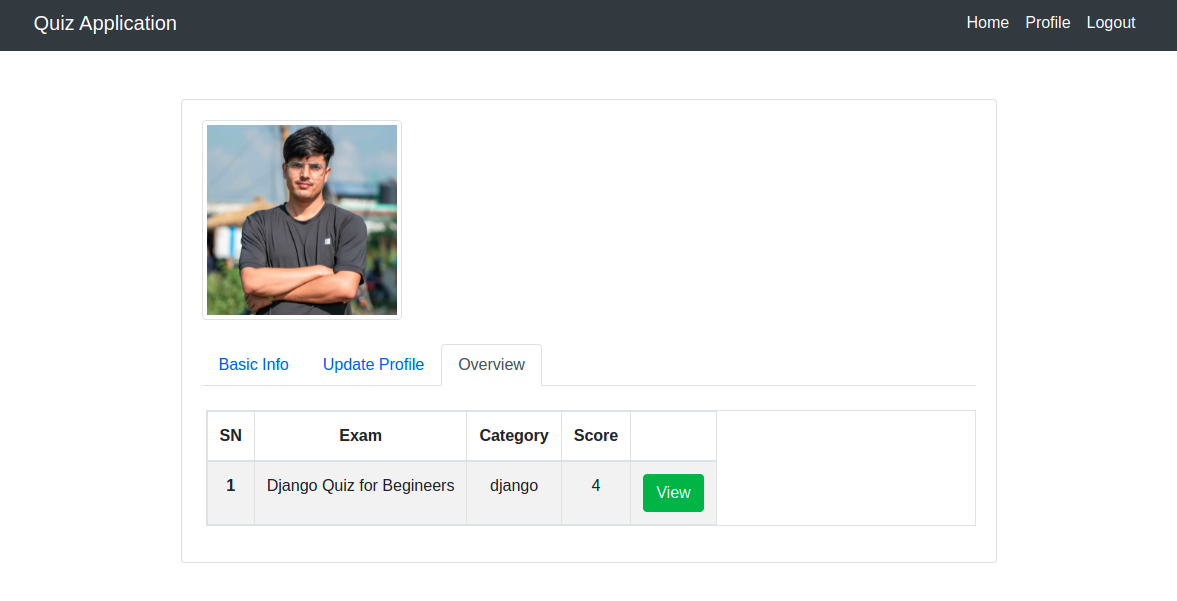 Quiz Application Home Profile Logout
Basic Info Update Profile Overview
SN Exam Category Score
1 Django Quiz for Begineers django 4 View